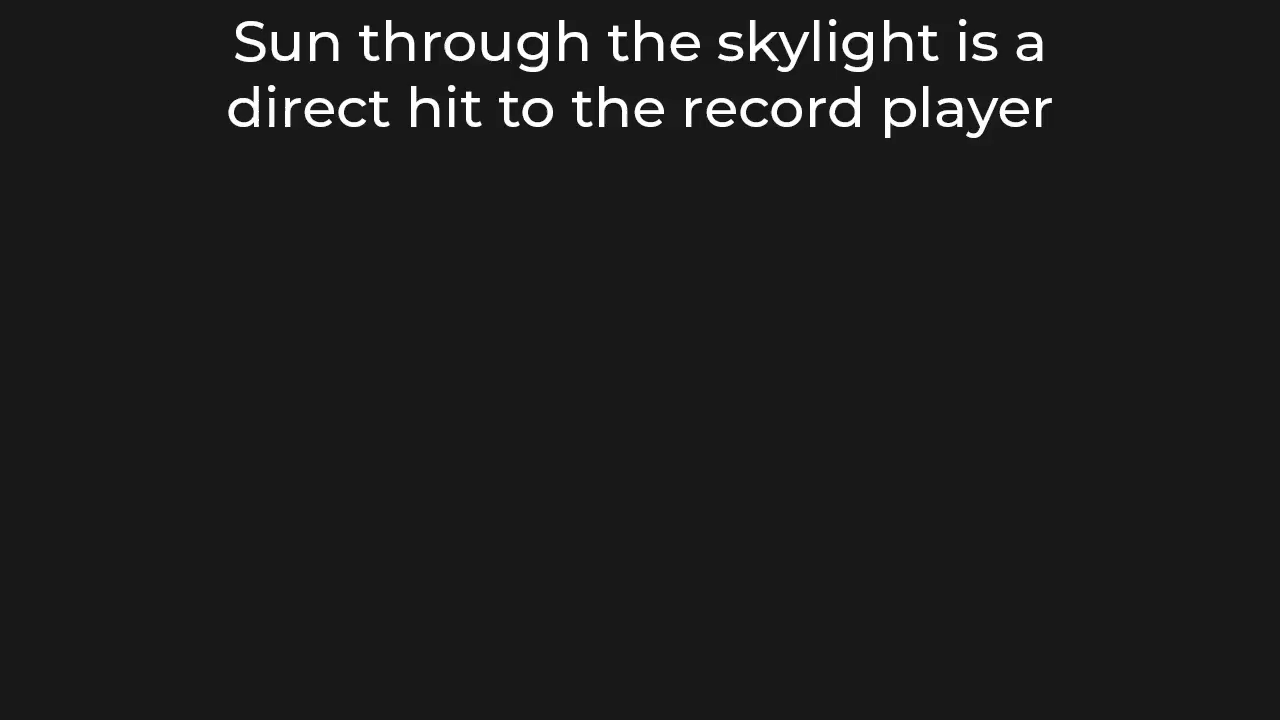 Sun through the skylight is a
direct hit to the record player